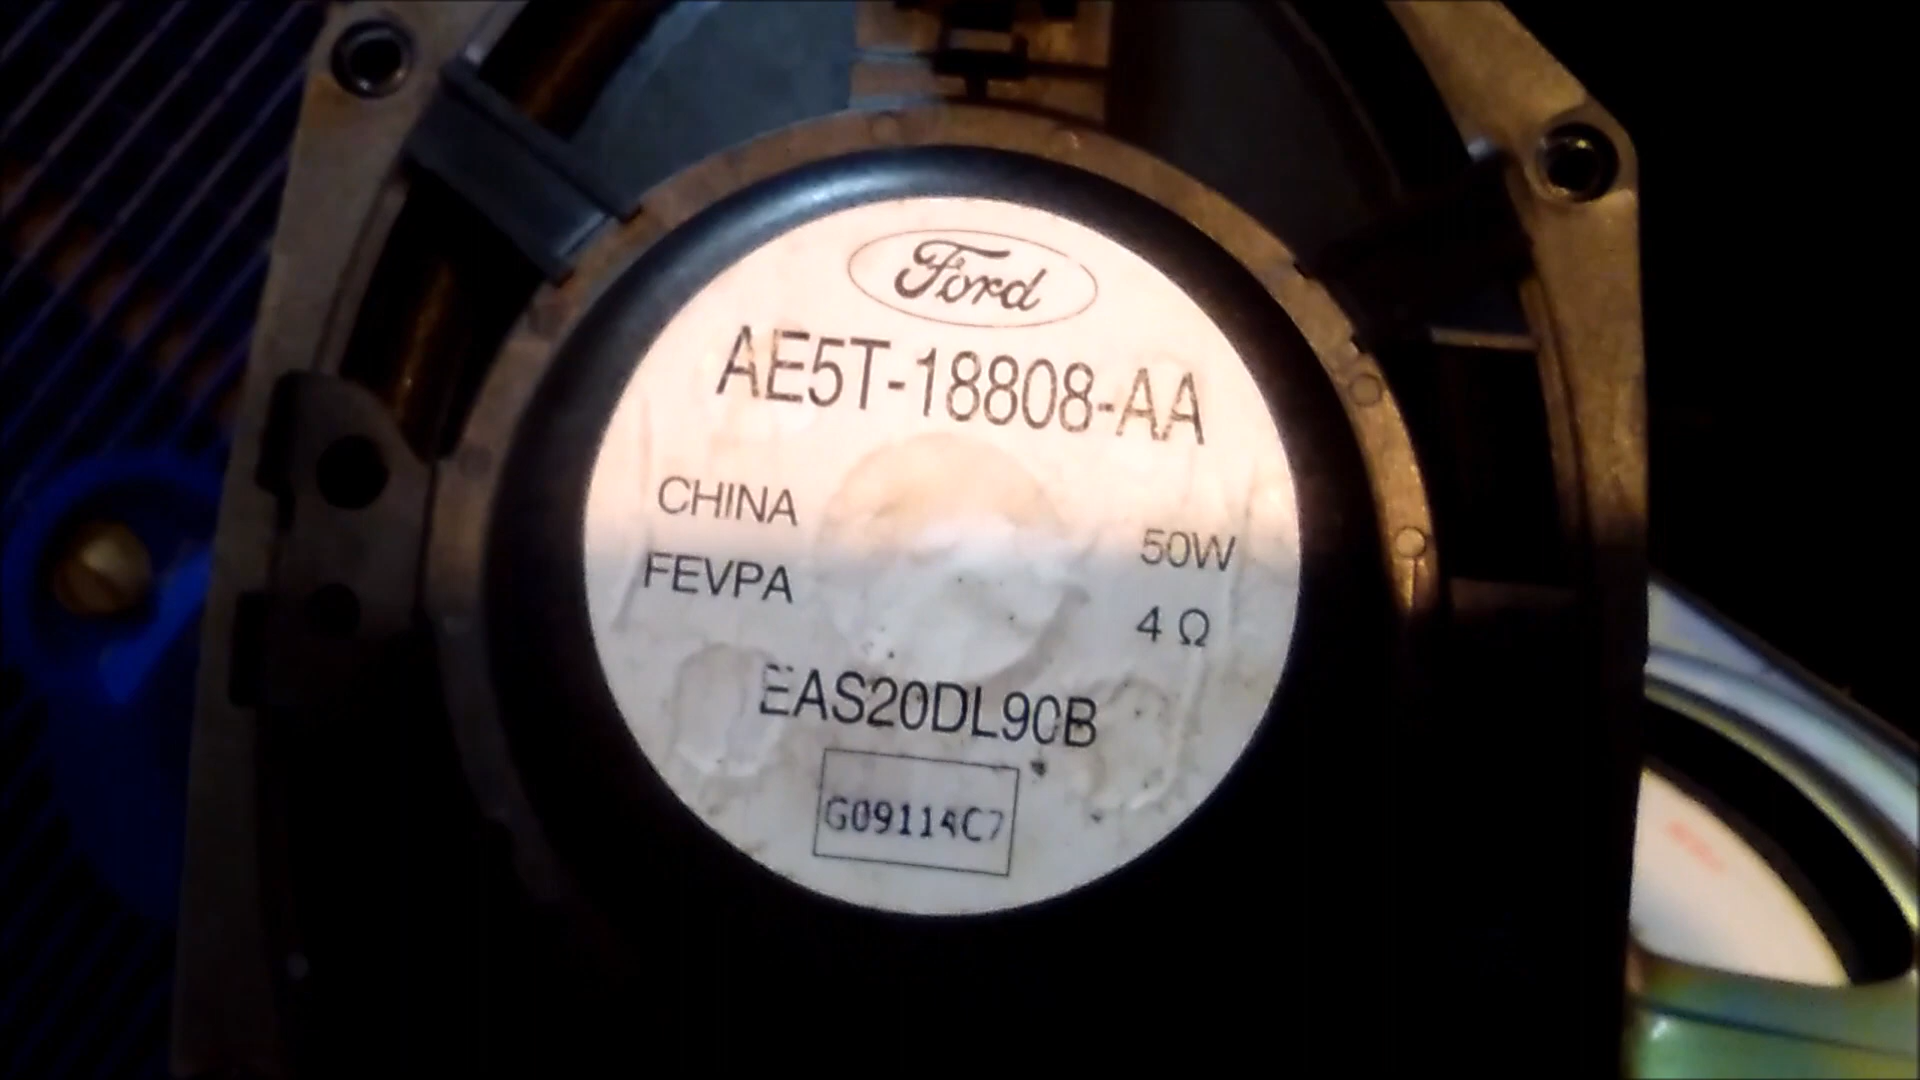 Ford
AE5T-18808-AA
CHINA
50W
FEVPA
4 Ω
EAS20DL90B
G09114C7